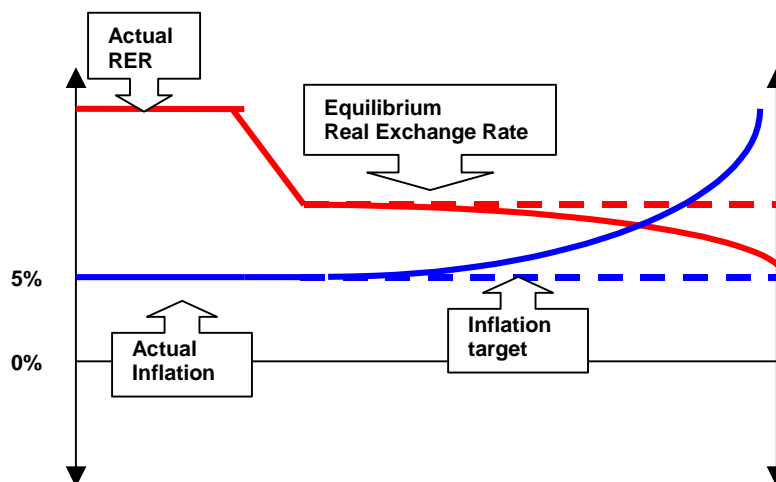 Actual
RER
Equilibrium
Real Exchange Rate
5%
Inflation
target
Actual
Inflation
0%